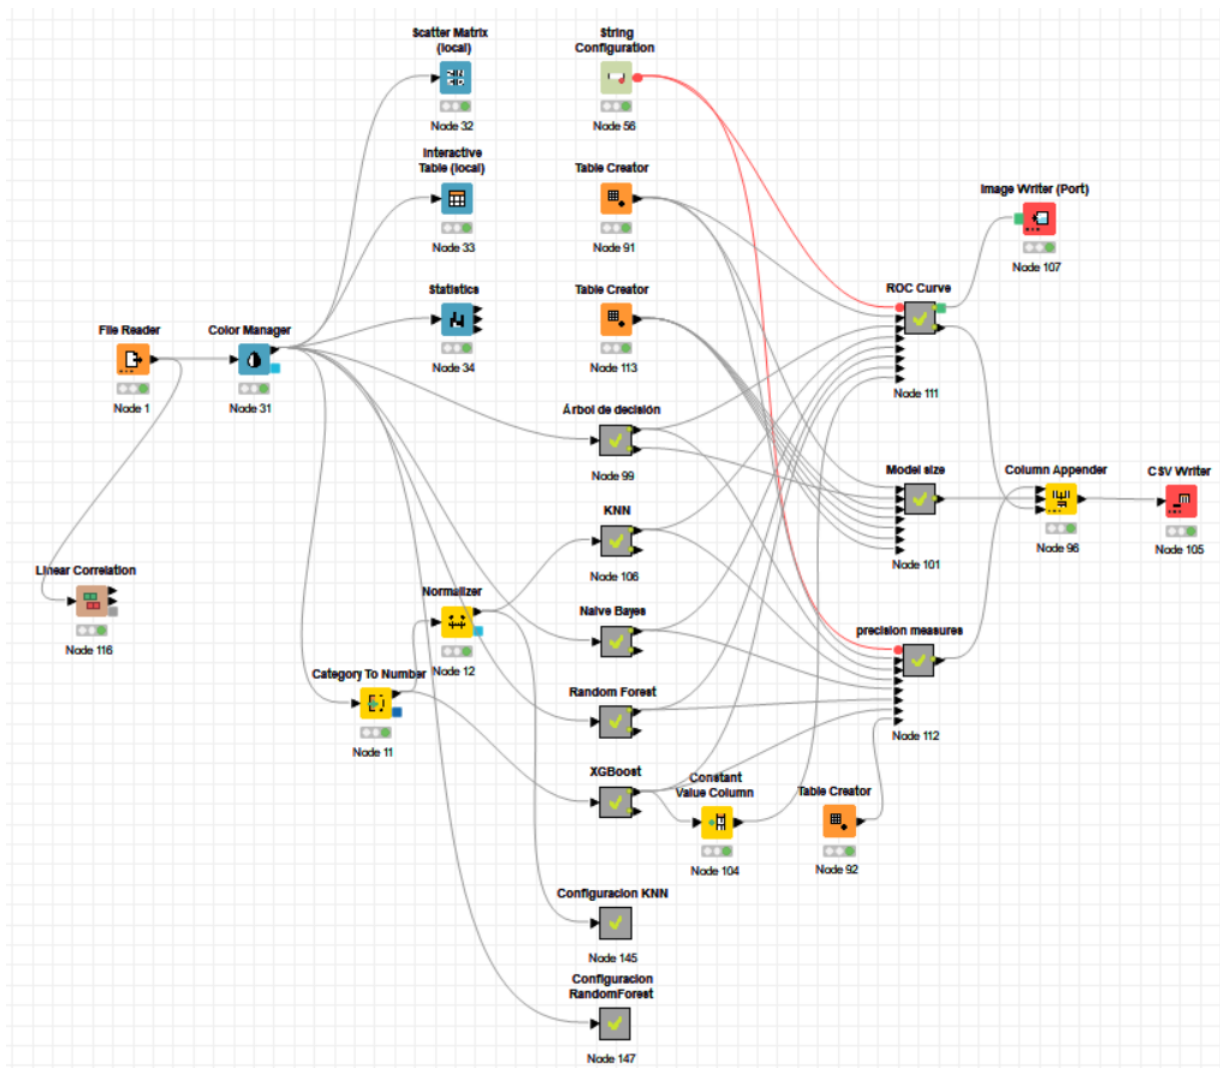 Scatter Matrix
(local)
Node 32
String
Configuration
Node 56
Interactive
Table (local)
Node 33
Table Creator
Node 91
Image Writer (Port)
Node 107
Statistics
Node 34
Table Creator
Node 113
ROC Curve
Node 111
File Reader
Node 1
Color Manager
Node 31
Árbol de decisión
Node 99
Model size
Node 101
Column Appender
Node 96
CSV Writer
Node 105
KNN
Node 106
Linear Correlation
Node 116
Normalizer
Node 12
Naive Bayes
precision measures
Node 112
Category To Number
Node 11
Random Forest
XGBoost
Constant
Value Column
Node 104
Table Creator
Node 92
Configuracion KNN
Node 145
Configuracion
RandomForest
Node 147